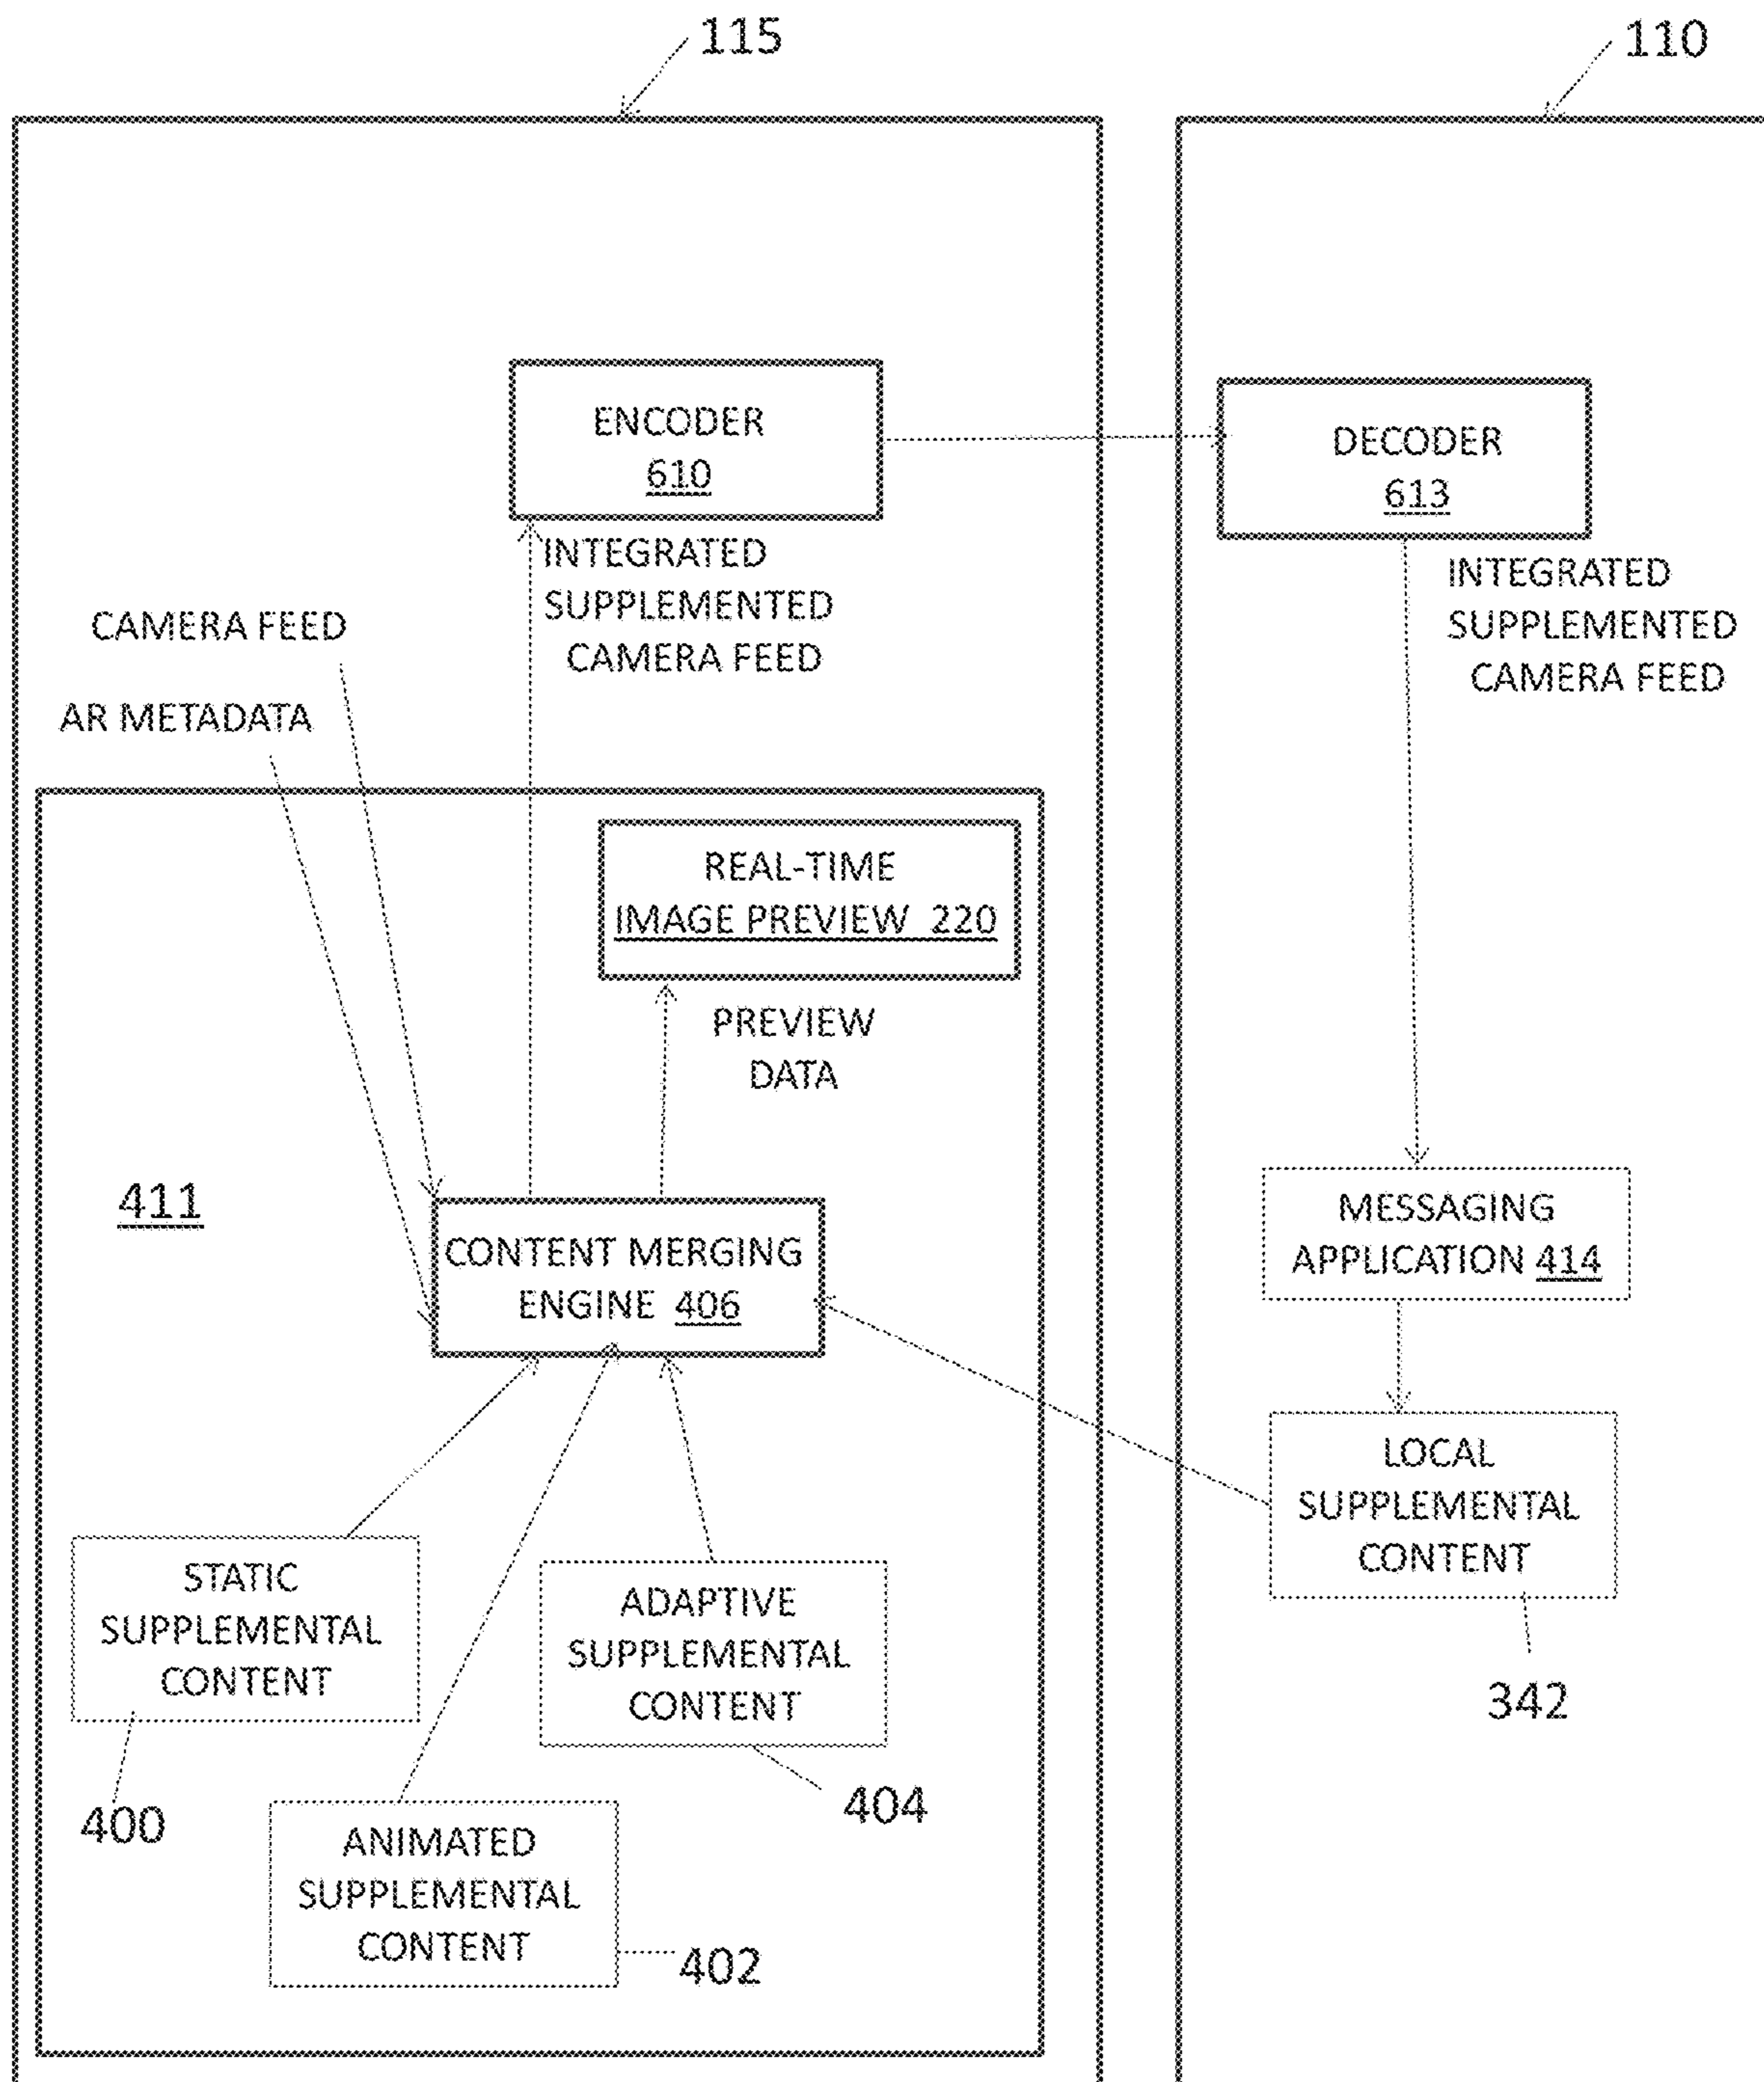 115
110
ENCODER
610
DECODER
613
INTEGRATED
SUPPLEMENTED
CAMERA FEED
INTEGRATED
SUPPLEMENTED
CAMERA FEED
CAMERA FEED
AR METADATA
REAL-TIME
IMAGE PREVIEW 220
PREVIEW
DATA
411
CONTENT MERGING
ENGINE 406
MESSAGING
APPLICATION 414
LOCAL
SUPPLEMENTAL
CONTENT
342
STATIC
SUPPLEMENTAL
CONTENT
400
ADAPTIVE
SUPPLEMENTAL
CONTENT
404
ANIMATED
SUPPLEMENTAL
CONTENT
402